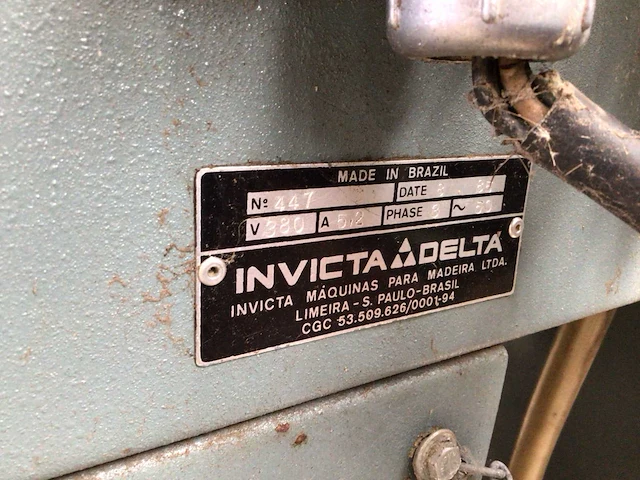 MADE IN BRAZIL
Nº 447 DATE
V 380 A PHASE 3 ~
INVICTA DELTA
INVICTA MÁQUINAS PARA MADEIRA LTDA.
LIMEIRA - S. PAULO-BRASIL
CGC 53.509.626/0001-94